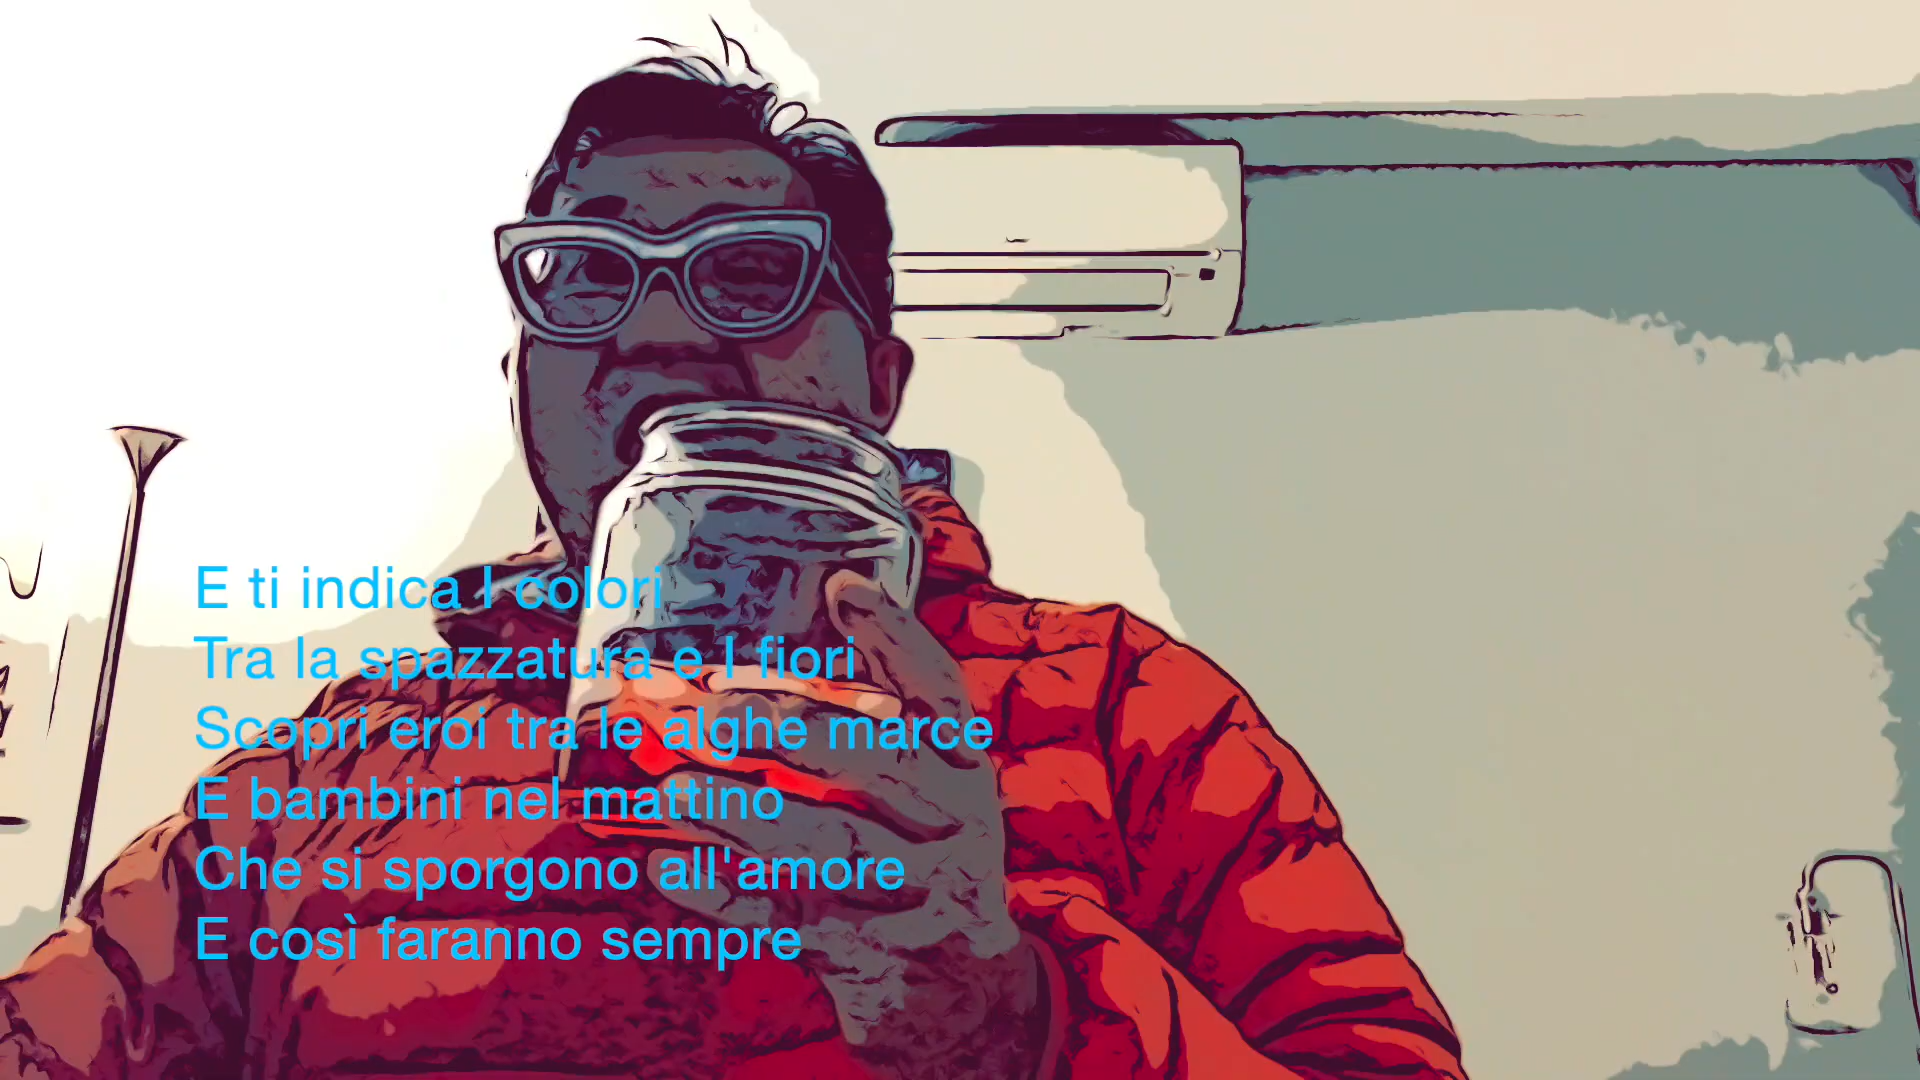 E ti indica I colori
Tra la spazzatura e I fiori
Scopri eroi tra le alghe marce
E bambini nel mattino
Che si sporgono all'amore
E così faranno sempre